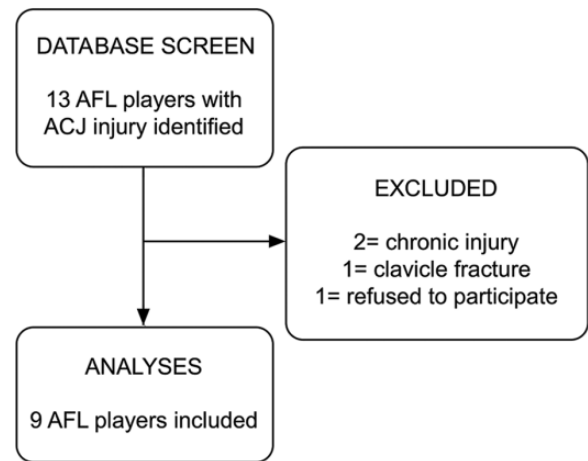 DATABASE SCREEN
13 AFL players with
ACJ injury identified
EXCLUDED
2= chronic injury
1= clavicle fracture
1= refused to participate
ANALYSES
9 AFL players included